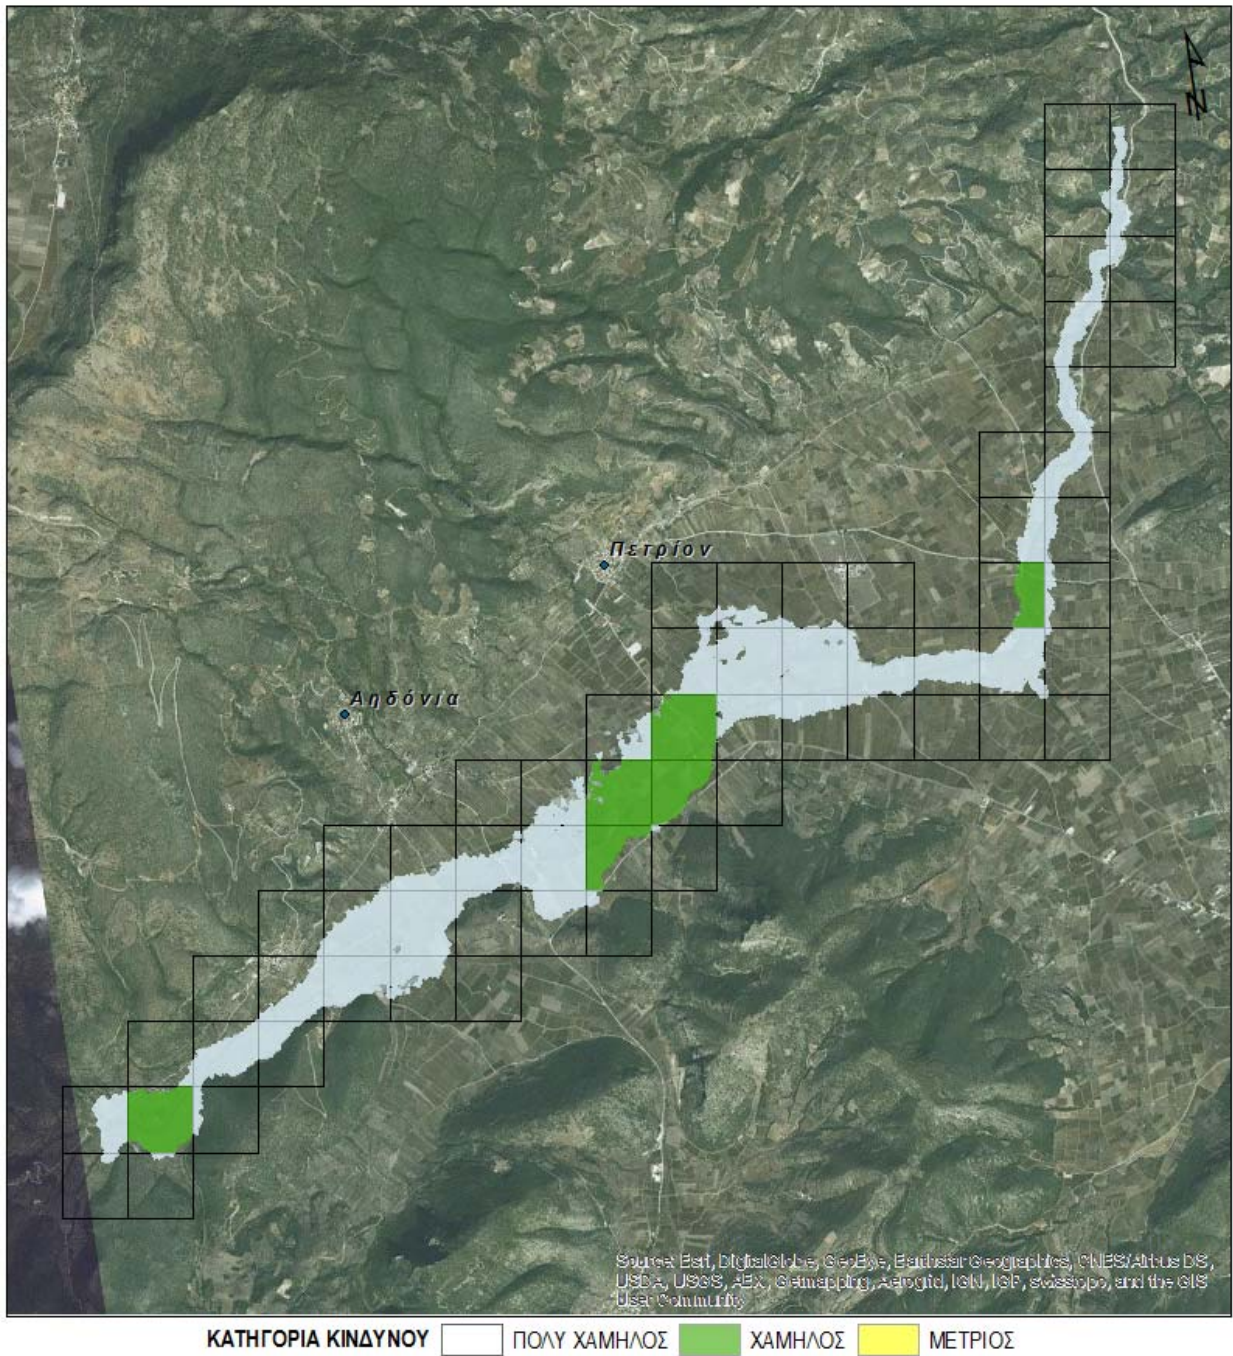 N
Πετρίον
Αηδόνια
Source: Esri, DigitalGlobe, GeoEye, Earthstar Geographics, CNES/Airbus DS,
USDA, USGS, AEX, Getmapping, Aerogrid, IGN, IGP, swisstopo, and the GIS
User Community
ΚΑΤΗΓΟΡΙΑ ΚΙΝΔΥΝΟΥ ΠΟΛΥ ΧΑΜΗΛΟΣ ΧΑΜΗΛΟΣ ΜΕΤΡΙΟΣ